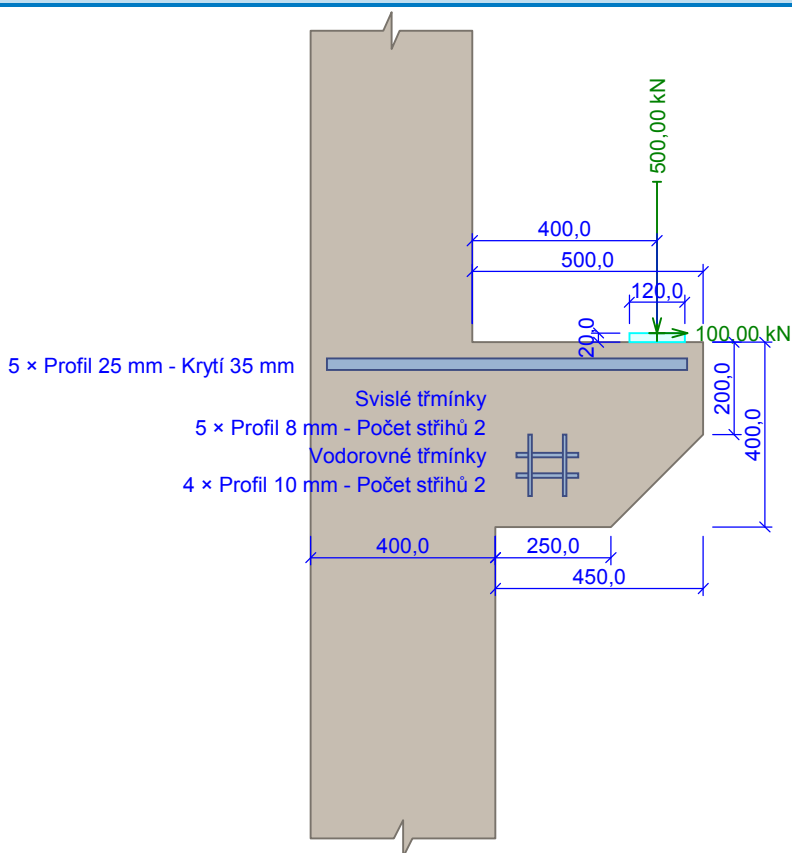 500,00 kN
400,0
500,0
120,0
20,0
100,00 kN
5 × Profil 25 mm - Krytí 35 mm
Svislé třmínky
5 × Profil 8 mm - Počet střihů 2
Vodorovné třmínky
4 × Profil 10 mm - Počet střihů 2
200,0
400,0
400,0
250,0
450,0